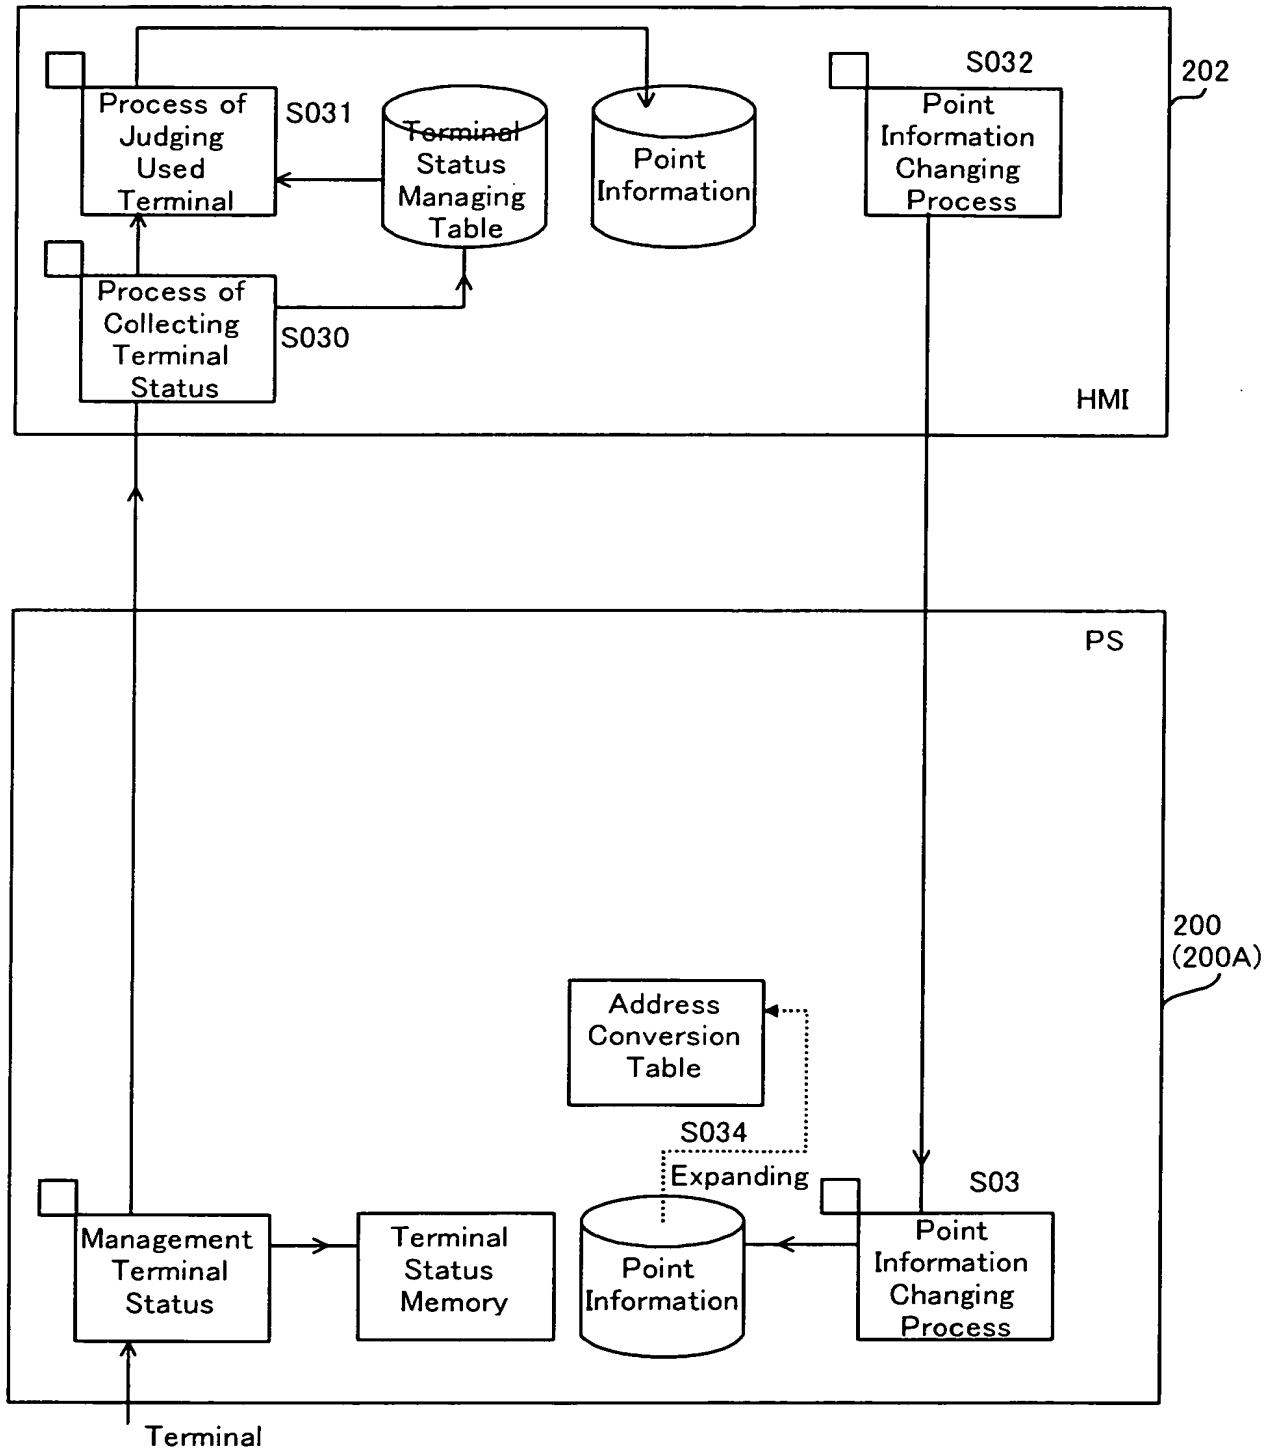 Process of
Judging
Used
Terminal
S031
Terminal
Status
Managing
Table
Point
Information
S032
Point
Information
Changing
Process
202
Process of
Collecting
Terminal
Status
S030
HMI
PS
200
(200A)
Address
Conversion
Table
S034
Expanding
S03
Management
Terminal
Status
Terminal
Status
Memory
Point
Information
Point
Information
Changing
Process
Terminal